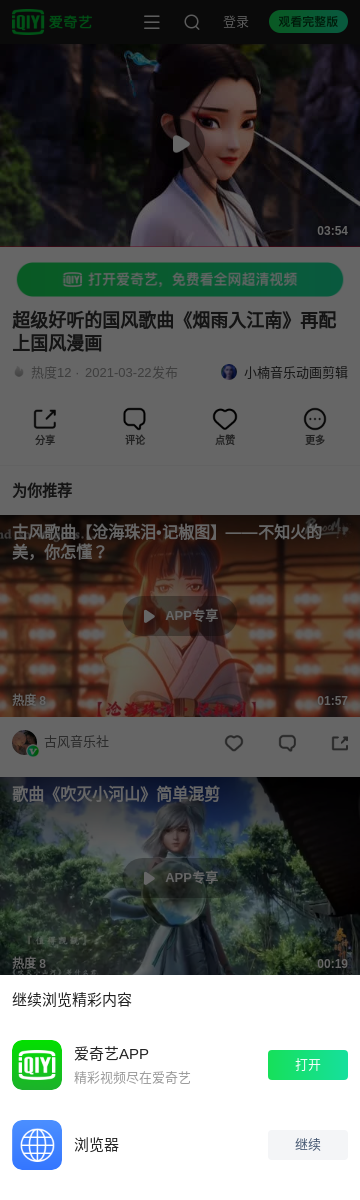 iQIYI 爱奇艺
登录
观看完整版
03:54
打开爱奇艺，免费看全网超清视频
超级好听的国风歌曲《烟雨入江南》再配
上国风漫画
热度12 · 2021-03-22发布
小楠音乐动画剪辑
分享
评论
点赞
更多
为你推荐
古风歌曲【沧海珠泪•记椒图】——不知火的
美，你怎懂？
APP专享
热度 8
01:57
古风音乐社
歌曲《吹灭小河山》简单混剪
APP专享
热度 8
00:19
继续浏览精彩内容
iQIYI
爱奇艺APP
精彩视频尽在爱奇艺
打开
浏览器
继续